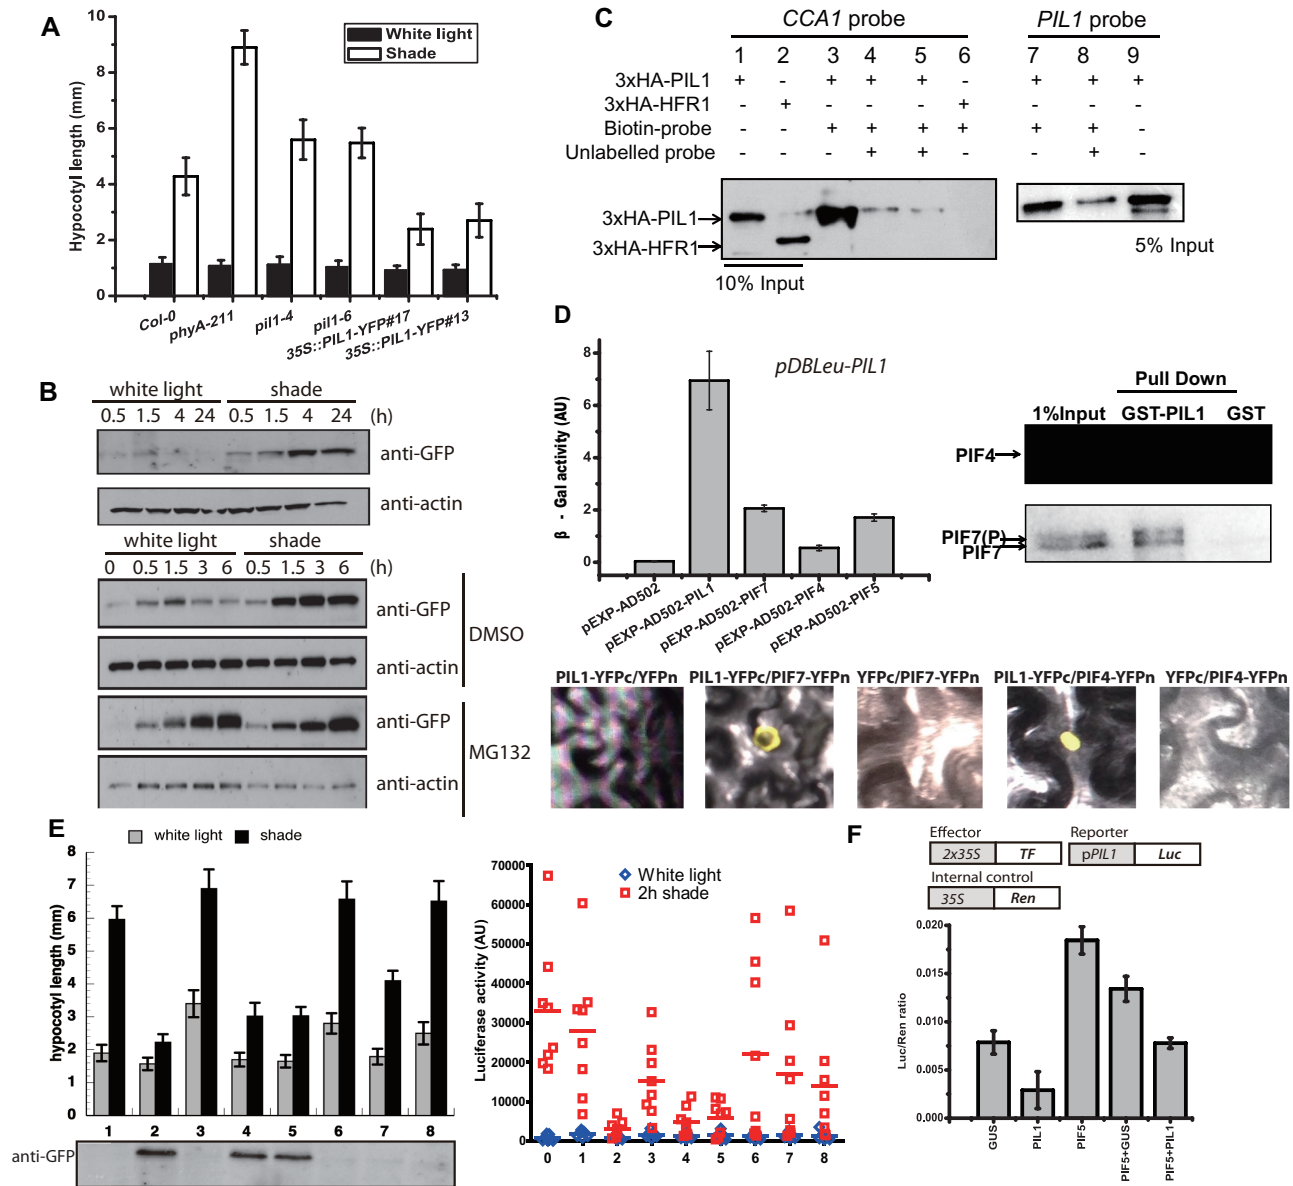 A
10
8
6
4
2
0
Hypocotyl length (mm)
White light
Shade
Col-0
phyA-211
pil1-4
pil1-6
35S::PIL1-YFP#17
35S::PIL1-YFP#13
C
CCA1 probe
PIL1 probe
1 2 3 4 5 6 7 8 9
3xHA-PIL1 + - + + + - + + +
3xHA-HFR1 - + - - - + - - -
Biotin-probe - - + + + + + + -
Unlabelled probe - - - + + - - + -
3xHA-PIL1
3xHA-HFR1
10% Input
5% Input
B
white light shade
0.5 1.5 4 24 0.5 1.5 4 24 (h)
anti-GFP
anti-actin
white light shade
0 0.5 1.5 3 6 0.5 1.5 3 6 (h)
anti-GFP
anti-actin
DMSO
anti-GFP
anti-actin
MG132
D
8
6
4
2
0
β - Gal activity (AU)
pDBLeu-PIL1
pEXP-AD502
pEXP-AD502-PIL1
pEXP-AD502-PIF7
pEXP-AD502-PIF4
pEXP-AD502-PIF5
Pull Down
1%Input GST-PIL1 GST
PIF4
PIF7(P)
PIF7
PIL1-YFPc/YFPn
PIL1-YFPc/PIF7-YFPn
YFPc/PIF7-YFPn
PIL1-YFPc/PIF4-YFPn
YFPc/PIF4-YFPn
E
white light shade
8
7
6
5
4
3
2
1
0
hypocotyl length (mm)
1 2 3 4 5 6 7 8
anti-GFP
70000
60000
50000
40000
30000
20000
10000
0
Luciferase activity (AU)
White light
2h shade
0 1 2 3 4 5 6 7 8
F
Effector
2x35S TF
Reporter
pPIL1 Luc
Internal control
35S Ren
0.020
0.015
0.010
0.005
0.000
Luc/Ren ratio
GUS
PIL1
PIF5
PIF5+GUS
PIF5+PIL1